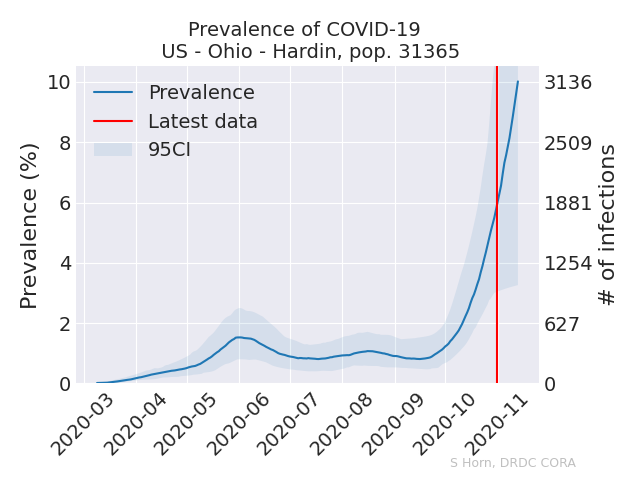 Prevalence of COVID-19
US - Ohio - Hardin, pop. 31365
Prevalence (%)
10
8
6
4
2
0
Prevalence
Latest data
95CI
3136
2509
1881
1254
627
0
# of infections
2020-03
2020-04
2020-05
2020-06
2020-07
2020-08
2020-09
2020-10
2020-11
S Horn, DRDC CORA